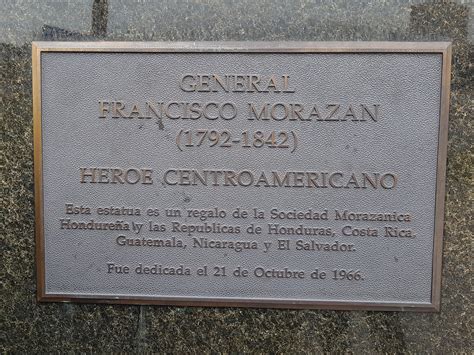 GENERAL
FRANCISCO MORAZAN
(1792-1842)
HEROE CENTROAMERICANO
Esta estatua es un regalo de la Sociedad Morazanica
Hondureña y las Republicas de Honduras, Costa Rica.
Guatemala, Nicaragua y El Salvador.
Fue dedicada el 21 de Octubre de 1966.